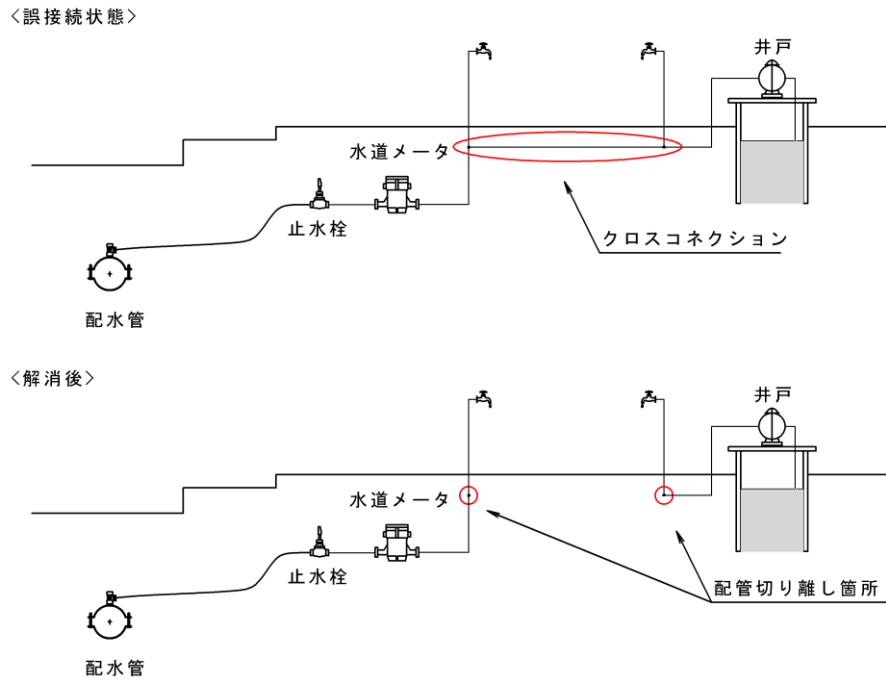 〈誤接続状態〉
井戸
水道メータ
止水栓
クロスコネクション
配水管
〈解消後〉
井戸
水道メータ
止水栓
配管切り離し箇所
配水管